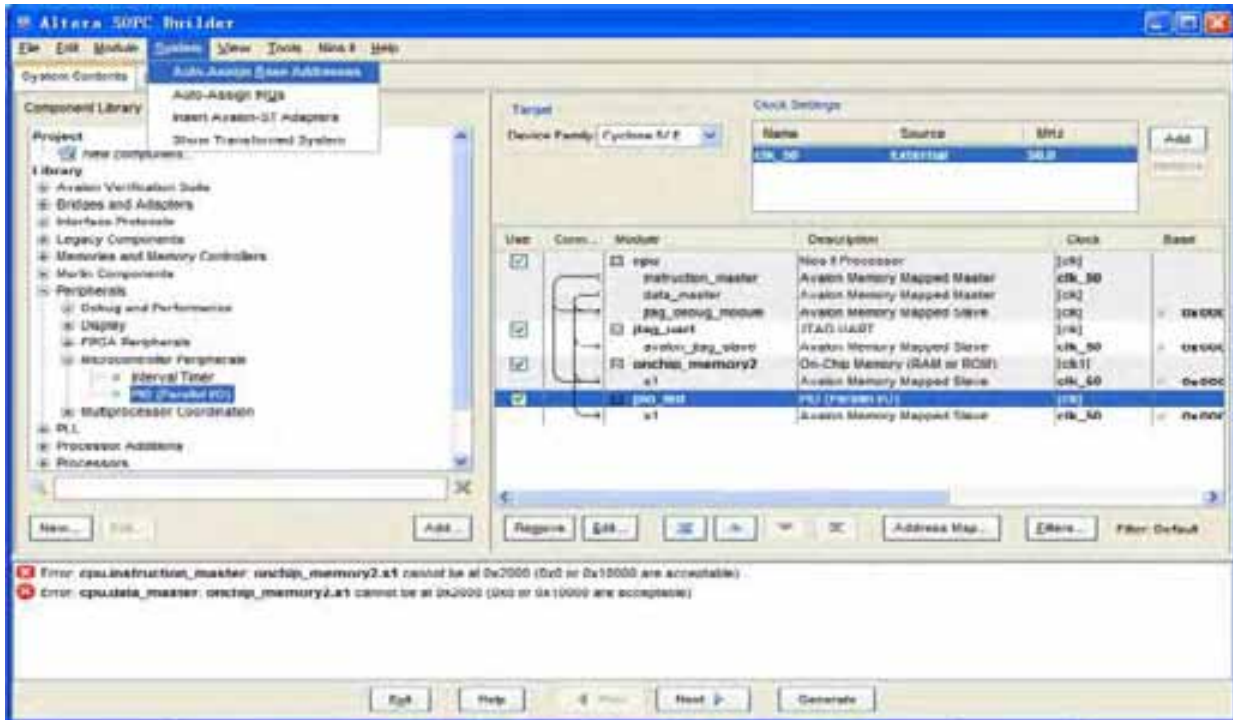 Altera SOPC Builder
File Edit Module System View Tools Nios II Help
System Contents
Auto-Assign Base Addresses
Auto-Assign IRQs
Insert Avalon-ST Adapters
Show Transformed System
Component Library
Project
New component...
Library
Avalon Verification Suite
Bridges and Adapters
Interface Protocols
Legacy Components
Memories and Memory Controllers
Merlin Components
Peripherals
Debug and Performance
Display
FPGA Peripherals
Microcontroller Peripherals
Interval Timer
PIO (Parallel I/O)
Multiprocessor Coordination
PLL
Processor Additions
Processors
New... Edit... Add...
Target
Device Family: Cyclone IV E
Clock Settings
Name Source MHz
clk_50 External 50.0
Add
Remove
Use Conn... Module Description Clock Base
cpu Nios II Processor [clk]
instruction_master Avalon Memory Mapped Master clk_50
data_master Avalon Memory Mapped Master [clk]
jtag_debug_module Avalon Memory Mapped Slave [clk] 0x000
jtag_uart JTAG UART [clk]
avalon_jtag_slave Avalon Memory Mapped Slave clk_50 0x000
onchip_memory2 On-Chip Memory (RAM or ROM) [clk1]
s1 Avalon Memory Mapped Slave clk_50 0x000
pio_led PIO (Parallel I/O) [clk]
s1 Avalon Memory Mapped Slave clk_50 0x000
Remove Edit... Address Map... Filters... Filter: Default
Error: cpu.instruction_master: onchip_memory2.s1 cannot be at 0x2000 (0x0 or 0x10000 are acceptable)
Error: cpu.data_master: onchip_memory2.s1 cannot be at 0x2000 (0x0 or 0x10000 are acceptable)
Exit Help Prev Next Generate